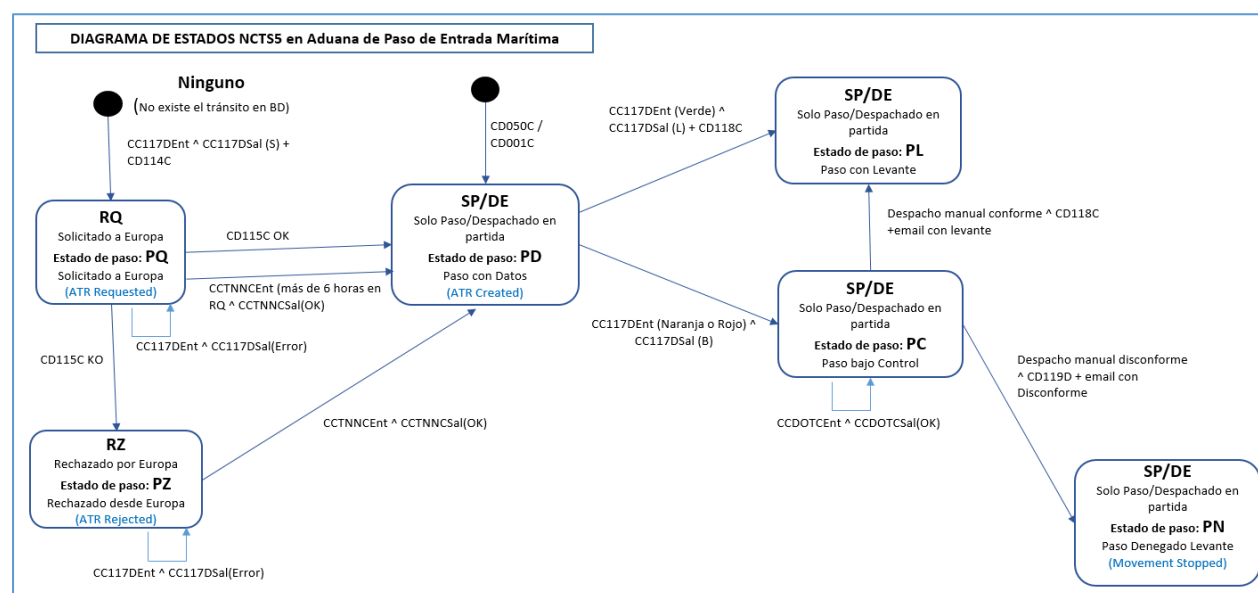 DIAGRAMA DE ESTADOS NCTS5 en Aduana de Paso de Entrada Marítima
Ninguno
(No existe el tránsito en BD)
CC117DEnt ^ CC117DSal (S) +
CD114C
RQ
Solicitado a Europa
Estado de paso: PQ
Solicitado a Europa
(ATR Requested)
CC117DEnt ^ CC117DSal(Error)
CD115C OK
CCTNNCEnt (más de 6 horas en
RQ ^ CCTNNCSal(OK)
CD115C KO
RZ
Rechazado por Europa
Estado de paso: PZ
Rechazado desde Europa
(ATR Rejected)
CC117DEnt ^ CC117DSal(Error)
CCTNNCEnt ^ CCTNNCSal(OK)
CD050C /
CD001C
SP/DE
Solo Paso/Despachado en
partida
Estado de paso: PD
Paso con Datos
(ATR Created)
CC117DEnt (Verde) ^
CC117DSal (L) + CD118C
CC117DEnt (Naranja o Rojo) ^
CC117DSal (B)
SP/DE
Solo Paso/Despachado en
partida
Estado de paso: PL
Paso con Levante
Despacho manual conforme ^ CD118C
+email con levante
SP/DE
Solo Paso/Despachado en
partida
Estado de paso: PC
Paso bajo Control
CCDOTCEnt ^ CCDOTCSal(OK)
Despacho manual disconforme
^ CD119D + email con
Disconforme
SP/DE
Solo Paso/Despachado en
partida
Estado de paso: PN
Paso Denegado Levante
(Movement Stopped)